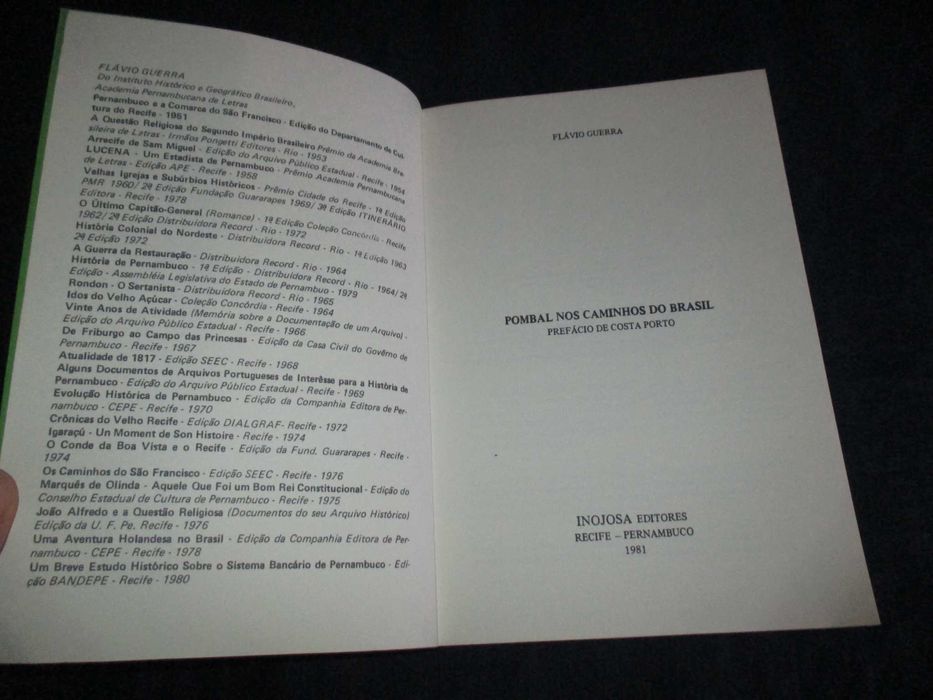 FLÁVIO GUERRA
Do Instituto Histórico e Geográfico Brasileiro,
Academia Pernambucana de Letras
Pernambuco e a Comarca do São Francisco - Edição do Departamento de Cul-
tura do Recife - 1951
A Questão Religiosa do Segundo Império Brasileiro Prêmio da Academia Bra-
sileira de Letras - Irmãos Pongetti Editores - Rio - 1953
Arrecife de Sam Miguel - Edição do Arquivo Público Estadual - Recife - 1954
LUCENA - Um Estadista de Pernambuco - Prêmio Academia Pernambucana
de Letras - Edição APE - Recife - 1958
Velhas Igrejas e Subúrbios Históricos - Prêmio Cidade do Recife - 1ª Edição
PMR 1960/2ª Edição Fundação Guararapes 1969/3ª Edição ITINERÁRIO
Editora - Recife - 1978
O Último Capitão-General (Romance) - 1ª Edição Coleção Concórdia - Recife
1962/2ª Edição Distribuidora Record - Rio - 1972
História Colonial do Nordeste - Distribuidora Record - Rio - 1ª Edição 1963
2ª Edição 1972
A Guerra da Restauração - Distribuidora Record - Rio - 1964
História de Pernambuco - 1ª Edição - Distribuidora Record - Rio - 1964/2ª
Edição - Assembléia Legislativa do Estado de Pernambuo - 1979
Rondon - O Sertanista - Distribuidora Record - Rio - 1965
Idos do Velho Açúcar - Coleção Concórdia - Recife - 1964
Vinte Anos de Atividade (Memória sobre a Documentação de um Arquivo) -
Edição do Arquivo Público Estadual - Recife - 1966
De Friburgo ao Campo das Princesas - Edição da Casa Civil do Govêrno de
Pernambuco - Recife - 1967
Atualidade de 1817 - Edição SEEC - Recife - 1968
Alguns Documentos de Arquivos Portugueses de Interêsse para a História de
Pernambuco - Edição do Arquivo Público Estadual - Recife - 1969
Evolução Histórica de Pernambuco - Edição da Companhia Editora de Per-
nambuco - CEPE - Recife - 1970
Crônicas do Velho Recife - Edição DIALGRAF- Recife - 1972
Igaraçú - Un Moment de Son Histoire - Recife - 1974
O Conde da Boa Vista e o Recife - Edição da Fund. Guararapes - Recife -
1974
Os Caminhos do São Francisco - Edição SEEC - Recife - 1976
Marquês de Olinda - Aquele Que Foi um Bom Rei Constitucional - Edição do
Conselho Estadual de Cultura de Pernambuco - Recife - 1975
João Alfredo e a Questão Religiosa (Documentos do seu Arquivo Histórico)
Edição da U. F. Pe. Recife - 1976
Uma Aventura Holandesa no Brasil - Edição da Companhia Editora de Per-
nambuco - CEPE - Recife - 1978
Um Breve Estudo Histórico Sobre o Sistema Bancário de Pernambuco - Edi-
ção BANDEPE - Recife - 1980
FLÁVIO GUERRA
POMBAL NOS CAMINHOS DO BRASIL
PREFÁCIO DE COSTA PORTO
INOJOSA EDITORES
RECIFE – PERNAMBUCO
1981